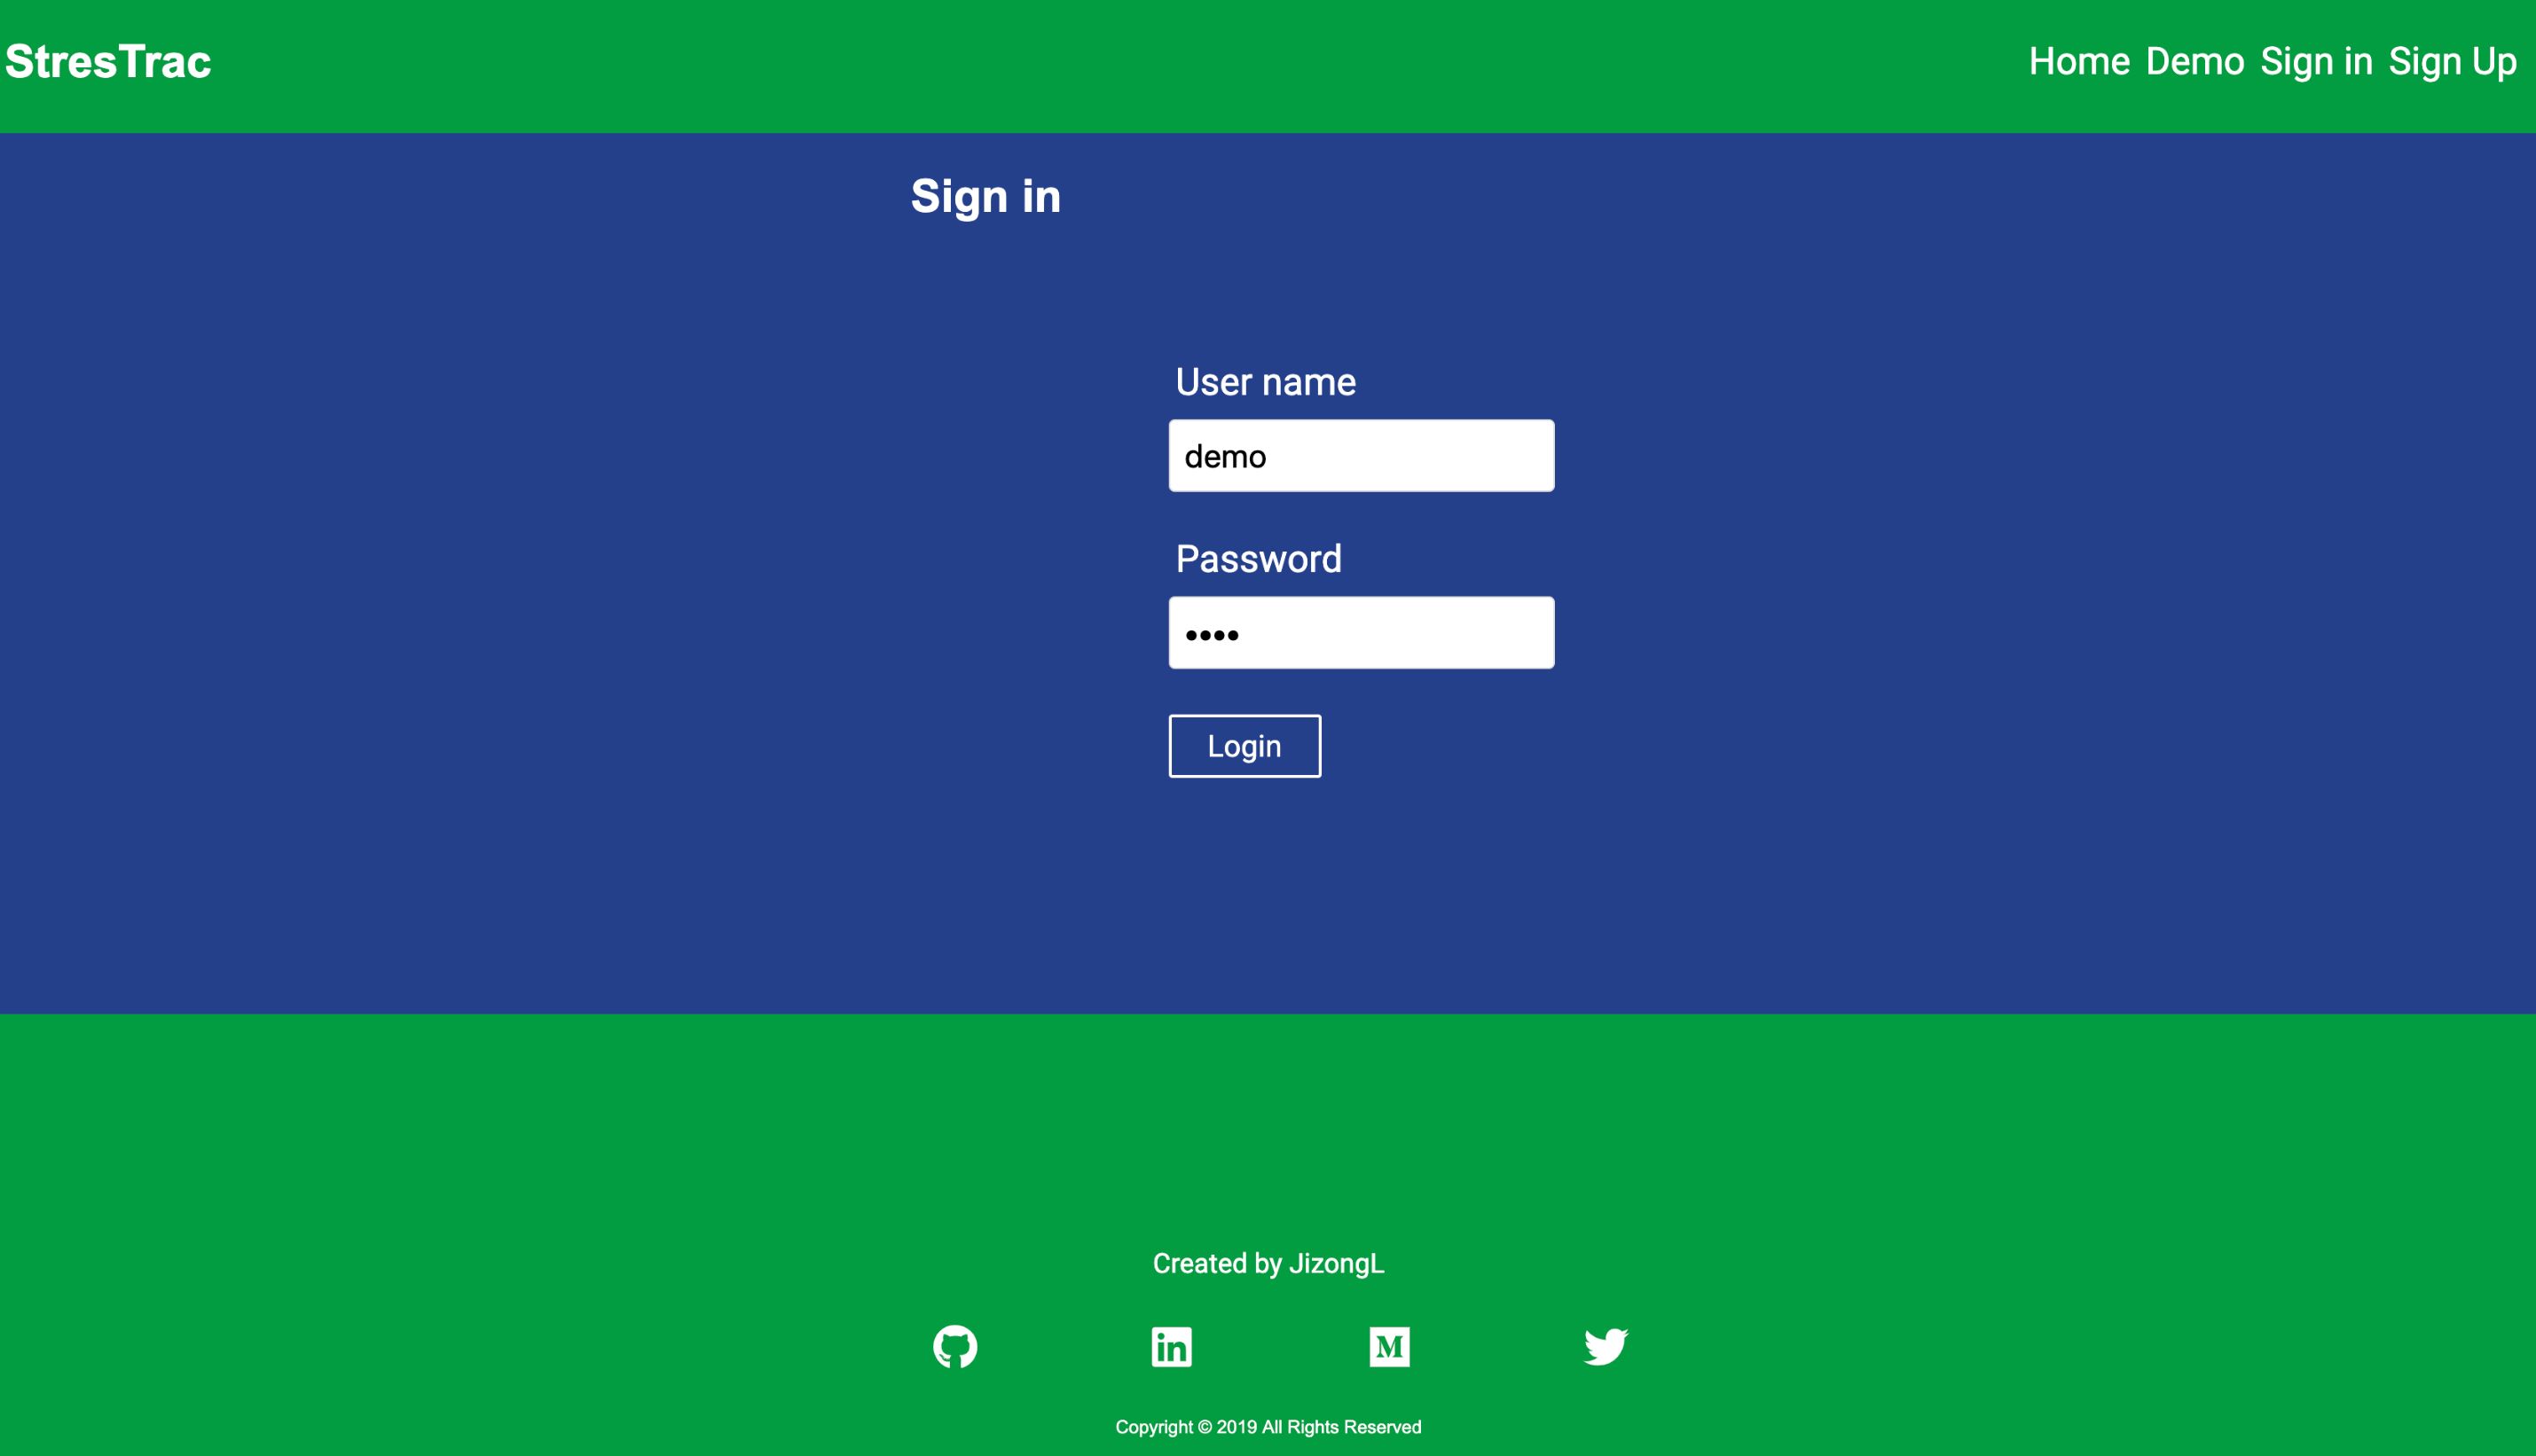 StresTrac
Home Demo Sign in Sign Up
Sign in
User name
demo
Password
••••
Login
Created by JizongL
Copyright © 2019 All Rights Reserved